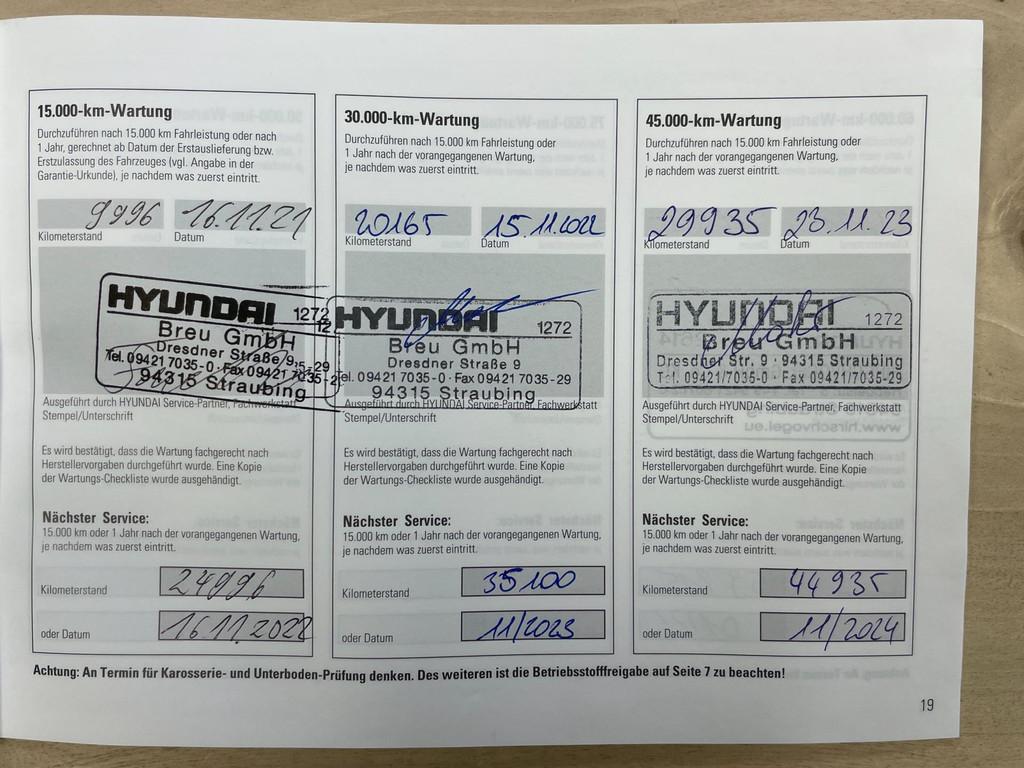 15.000-km-Wartung
Durchzuführen nach 15.000 km Fahrleistung oder nach
1 Jahr, gerechnet ab Datum der Erstauslieferung bzw.
Erstzulassung des Fahrzeuges (vgl. Angabe in der
Garantie-Urkunde), je nachdem was zuerst eintritt.
9996 16.11.21
Kilometerstand Datum
HYUNDAI 1272
Breu GmbH
Dresdner Straße 9
Tel. 09421 7035-0 · Fax 09421 7035-29
94315 Straubing
Ausgeführt durch HYUNDAI Service-Partner, Fachwerkstatt
Stempel/Unterschrift
Es wird bestätigt, dass die Wartung fachgerecht nach
Herstellervorgaben durchgeführt wurde. Eine Kopie
der Wartungs-Checkliste wurde ausgehändigt.
Nächster Service:
15.000 km oder 1 Jahr nach der vorangegangenen Wartung,
je nachdem was zuerst eintritt.
Kilometerstand 24996
oder Datum 16.11.2022
30.000-km-Wartung
Durchzuführen nach 15.000 km Fahrleistung oder
1 Jahr nach der vorangegangenen Wartung,
je nachdem was zuerst eintritt.
20165 15.11.2022
Kilometerstand Datum
HYUNDAI 1272
Breu GmbH
Dresdner Straße 9
Tel. 09421 7035-0 · Fax 09421 7035-29
94315 Straubing
Ausgeführt durch HYUNDAI Service-Partner, Fachwerkstatt
Stempel/Unterschrift
Es wird bestätigt, dass die Wartung fachgerecht nach
Herstellervorgaben durchgeführt wurde. Eine Kopie
der Wartungs-Checkliste wurde ausgehändigt.
Nächster Service:
15.000 km oder 1 Jahr nach der vorangegangenen Wartung,
je nachdem was zuerst eintritt.
Kilometerstand 35100
oder Datum 11/2023
45.000-km-Wartung
Durchzuführen nach 15.000 km Fahrleistung oder
1 Jahr nach der vorangegangenen Wartung,
je nachdem was zuerst eintritt.
29935 23.11.23
Kilometerstand Datum
HYUNDAI 1272
Breu GmbH
Dresdner Str. 9 · 94315 Straubing
Tel. 09421/7035-0 · Fax 09421/7035-29
Ausgeführt durch HYUNDAI Service-Partner, Fachwerkstatt
Stempel/Unterschrift
www.hirschvogel.eu
Es wird bestätigt, dass die Wartung fachgerecht nach
Herstellervorgaben durchgeführt wurde. Eine Kopie
der Wartungs-Checkliste wurde ausgehändigt.
Nächster Service:
15.000 km oder 1 Jahr nach der vorangegangenen Wartung,
je nachdem was zuerst eintritt.
Kilometerstand 44935
oder Datum 11/2024
Achtung: An Termin für Karosserie- und Unterboden-Prüfung denken. Des weiteren ist die Betriebsstofffreigabe auf Seite 7 zu beachten!
19